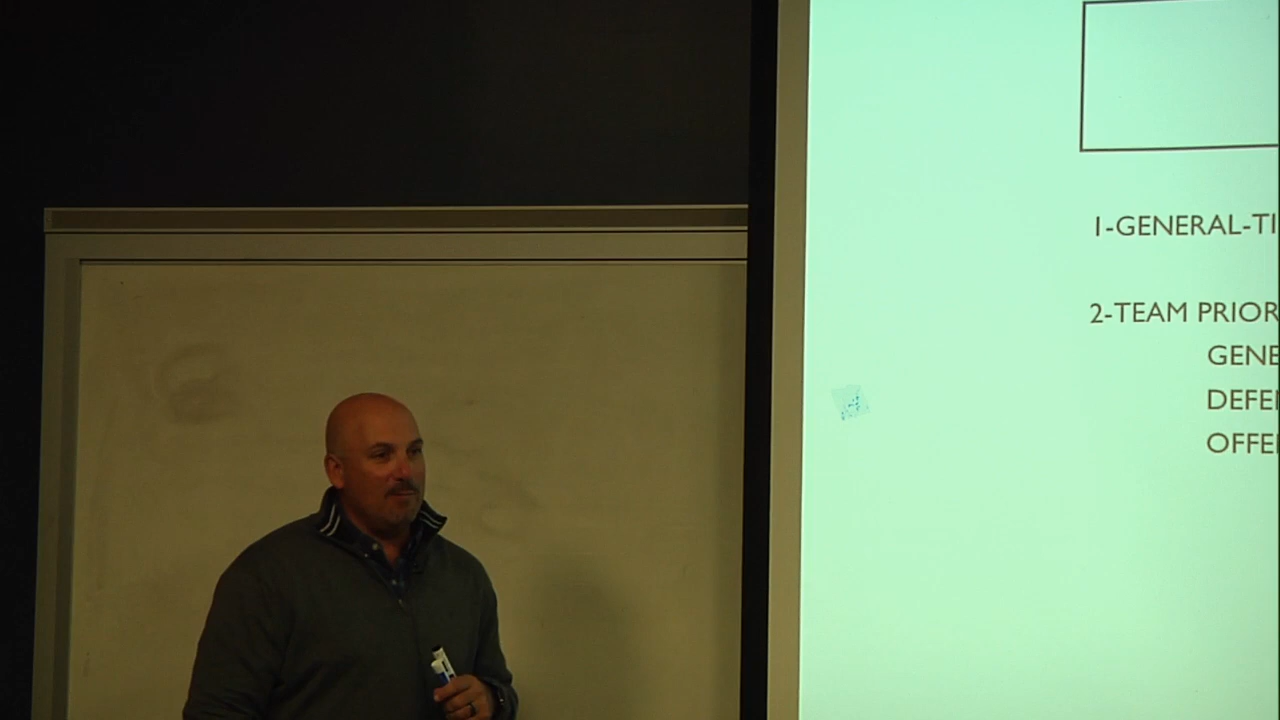 1-GENERAL-TI
2-TEAM PRIOR
GENE
DEFE
OFFE